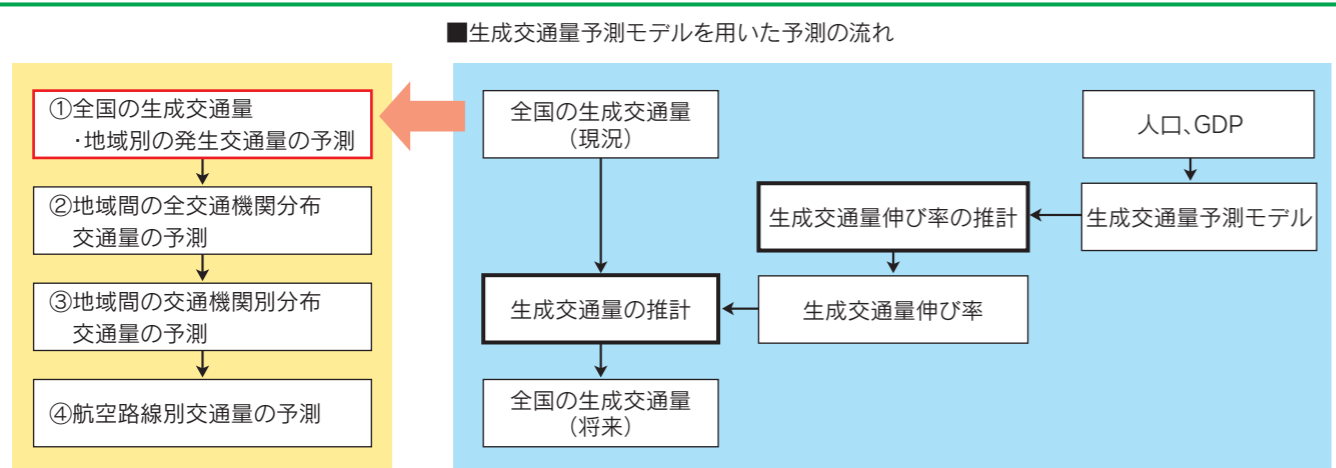 ■生成交通量予測モデルを用いた予測の流れ
①全国の生成交通量
・地域別の発生交通量の予測
②地域間の全交通機関分布
交通量の予測
③地域間の交通機関別分布
交通量の予測
④航空路線別交通量の予測
全国の生成交通量
（現況）
人口、GDP
生成交通量伸び率の推計
生成交通量予測モデル
生成交通量の推計
生成交通量伸び率
全国の生成交通量
（将来）